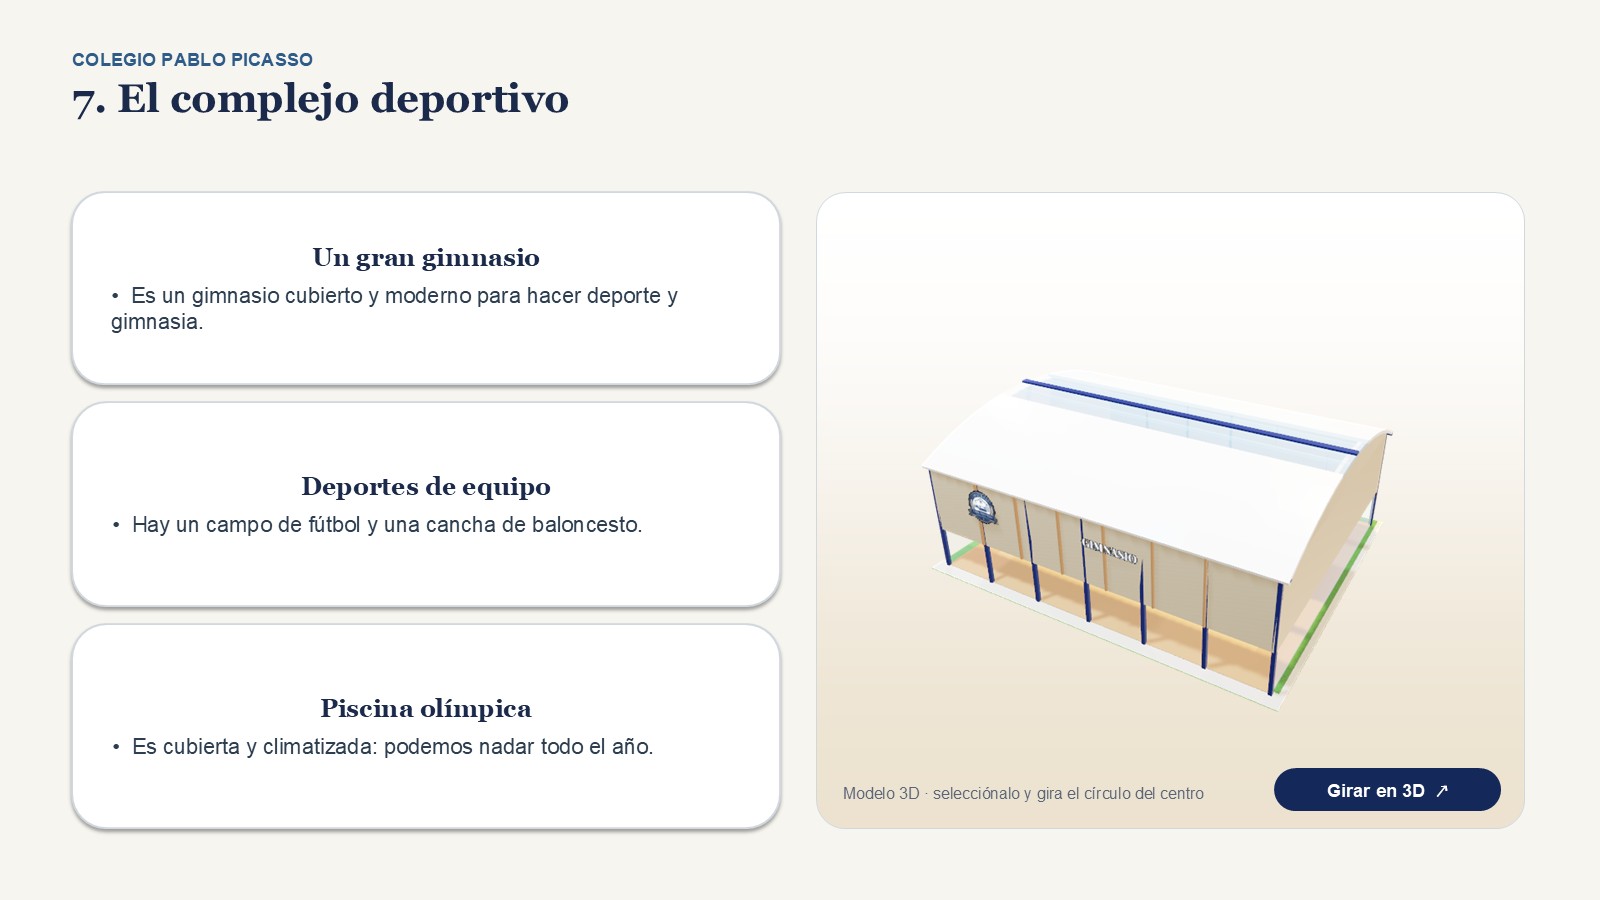 COLEGIO PABLO PICASSO
7. El complejo deportivo
Un gran gimnasio
• Es un gimnasio cubierto y moderno para hacer deporte y
gimnasia.
Deportes de equipo
• Hay un campo de fútbol y una cancha de baloncesto.
Piscina olímpica
• Es cubierta y climatizada: podemos nadar todo el año.
GIMNASIO
Modelo 3D · selecciónalo y gira el círculo del centro
Girar en 3D ↗